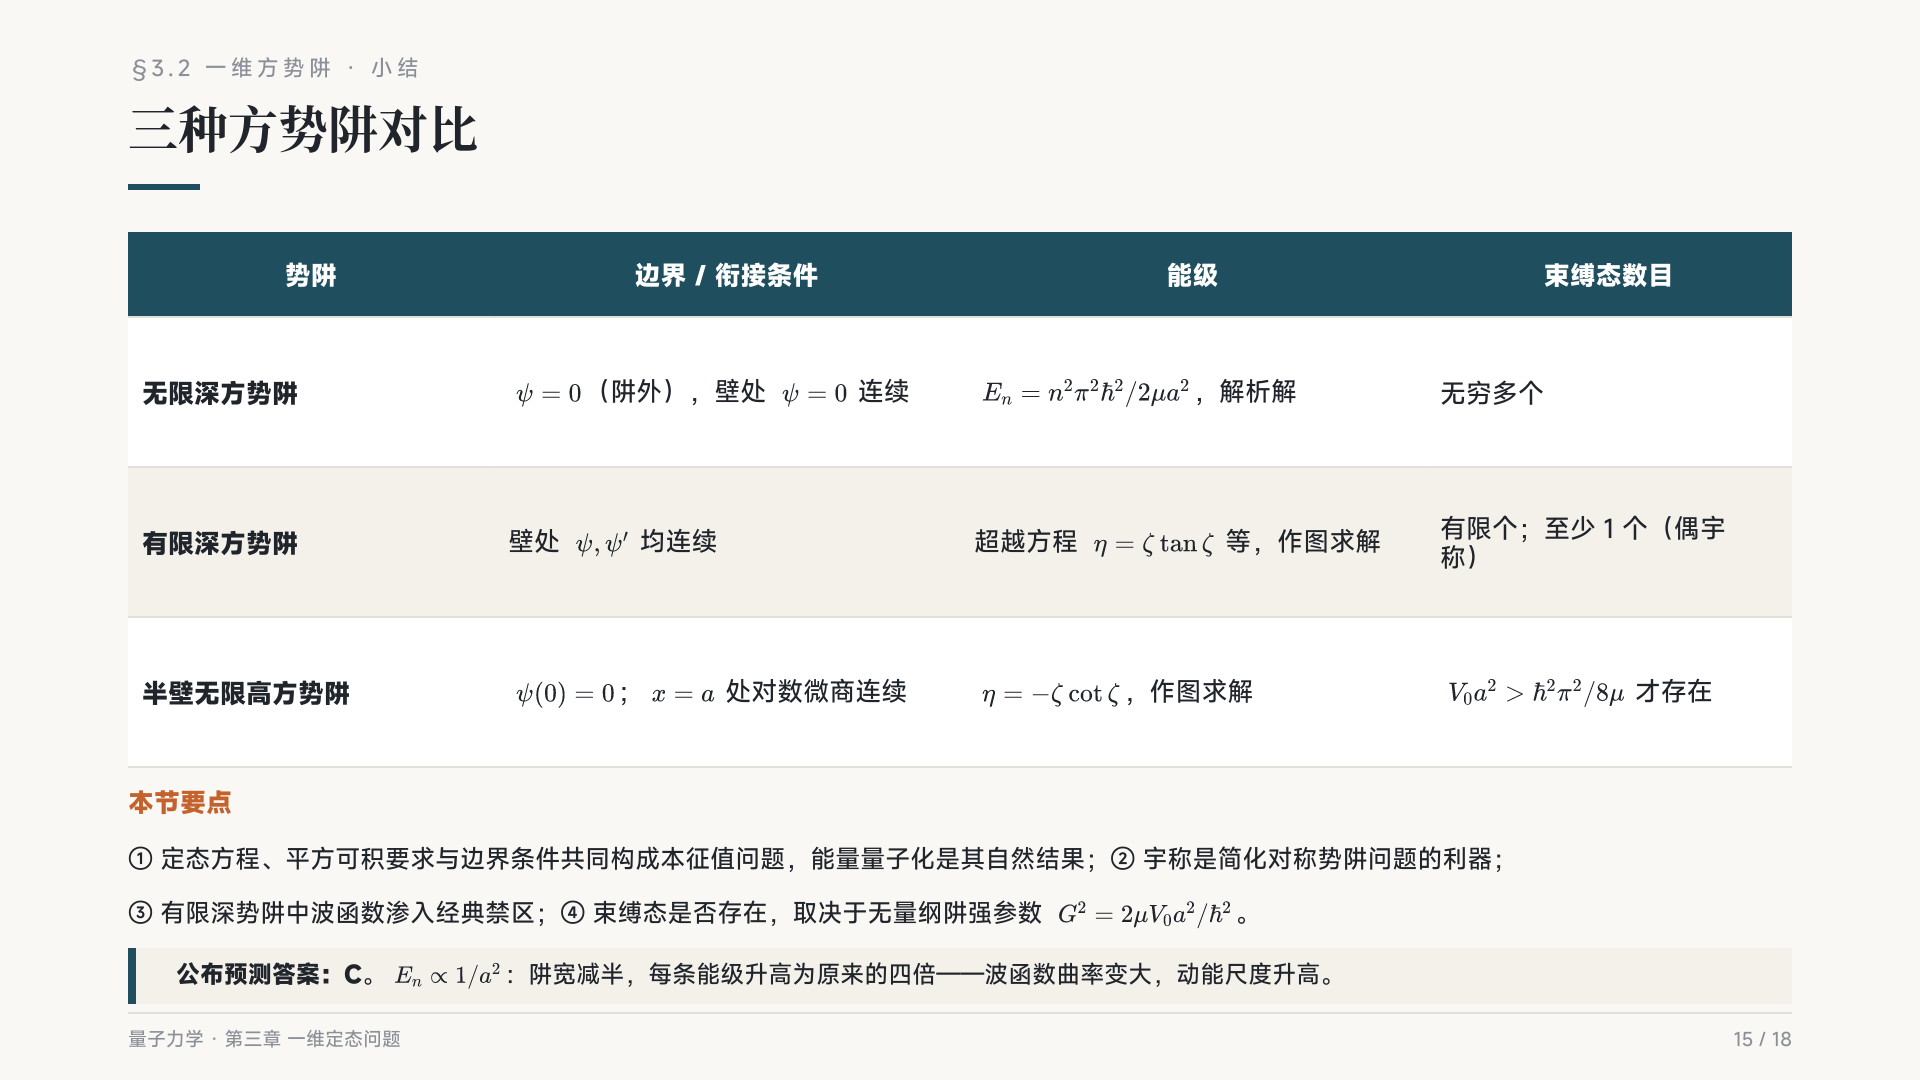 §3.2 一维方势阱 · 小结
三种方势阱对比
势阱 边界 / 衔接条件 能级 束缚态数目
无限深方势阱 ψ = 0（阱外），壁处 ψ = 0 连续 Eₙ = n²π²ħ²/2μa²，解析解 无穷多个
有限深方势阱 壁处 ψ, ψ′ 均连续 超越方程 η = ζ tan ζ 等，作图求解 有限个；至少 1 个（偶宇
称）
半壁无限高方势阱 ψ(0) = 0； x = a 处对数微商连续 η = −ζ cot ζ，作图求解 V₀a² > ħ²π²/8μ 才存在
本节要点
① 定态方程、平方可积要求与边界条件共同构成本征值问题，能量量子化是其自然结果；② 宇称是简化对称势阱问题的利器；
③ 有限深势阱中波函数渗入经典禁区；④ 束缚态是否存在，取决于无量纲阱强参数 G² = 2μV₀a²/ħ²。
公布预测答案：C。 Eₙ ∝ 1/a²：阱宽减半，每条能级升高为原来的四倍——波函数曲率变大，动能尺度升高。
量子力学 · 第三章 一维定态问题 15 / 18